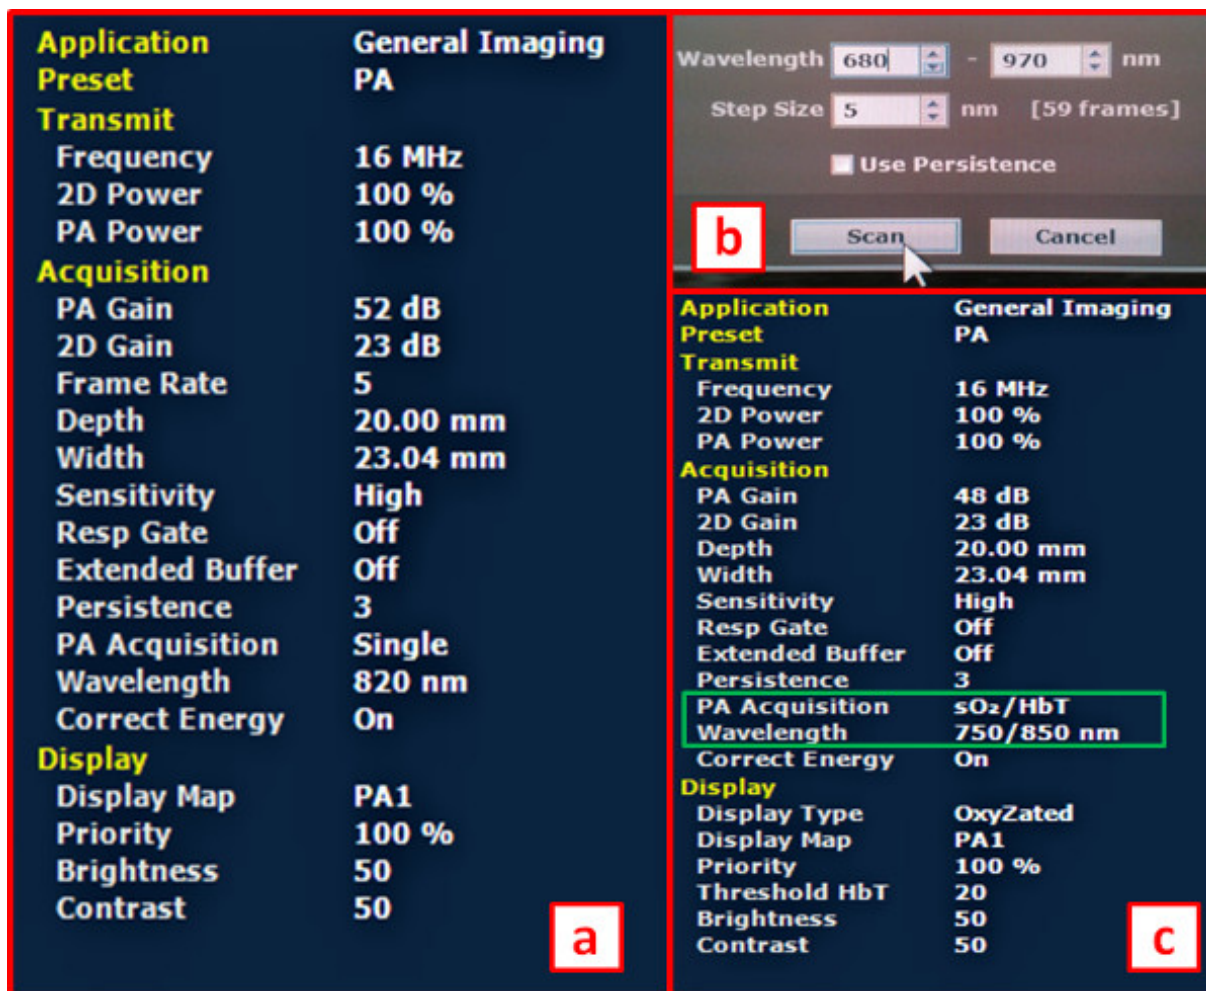 Application General Imaging
Preset PA
Transmit
Frequency 16 MHz
2D Power 100 %
PA Power 100 %
Acquisition
PA Gain 52 dB
2D Gain 23 dB
Frame Rate 5
Depth 20.00 mm
Width 23.04 mm
Sensitivity High
Resp Gate Off
Extended Buffer Off
Persistence 3
PA Acquisition Single
Wavelength 820 nm
Correct Energy On
Display
Display Map PA1
Priority 100 %
Brightness 50
Contrast 50
a
Wavelength 680 - 970 nm
Step Size 5 nm [59 frames]
Use Persistence
Scan Cancel
b
Application General Imaging
Preset PA
Transmit
Frequency 16 MHz
2D Power 100 %
PA Power 100 %
Acquisition
PA Gain 48 dB
2D Gain 23 dB
Depth 20.00 mm
Width 23.04 mm
Sensitivity High
Resp Gate Off
Extended Buffer Off
Persistence 3
PA Acquisition sO₂/HbT
Wavelength 750/850 nm
Correct Energy On
Display
Display Type OxyZated
Display Map PA1
Priority 100 %
Threshold HbT 20
Brightness 50
Contrast 50
c